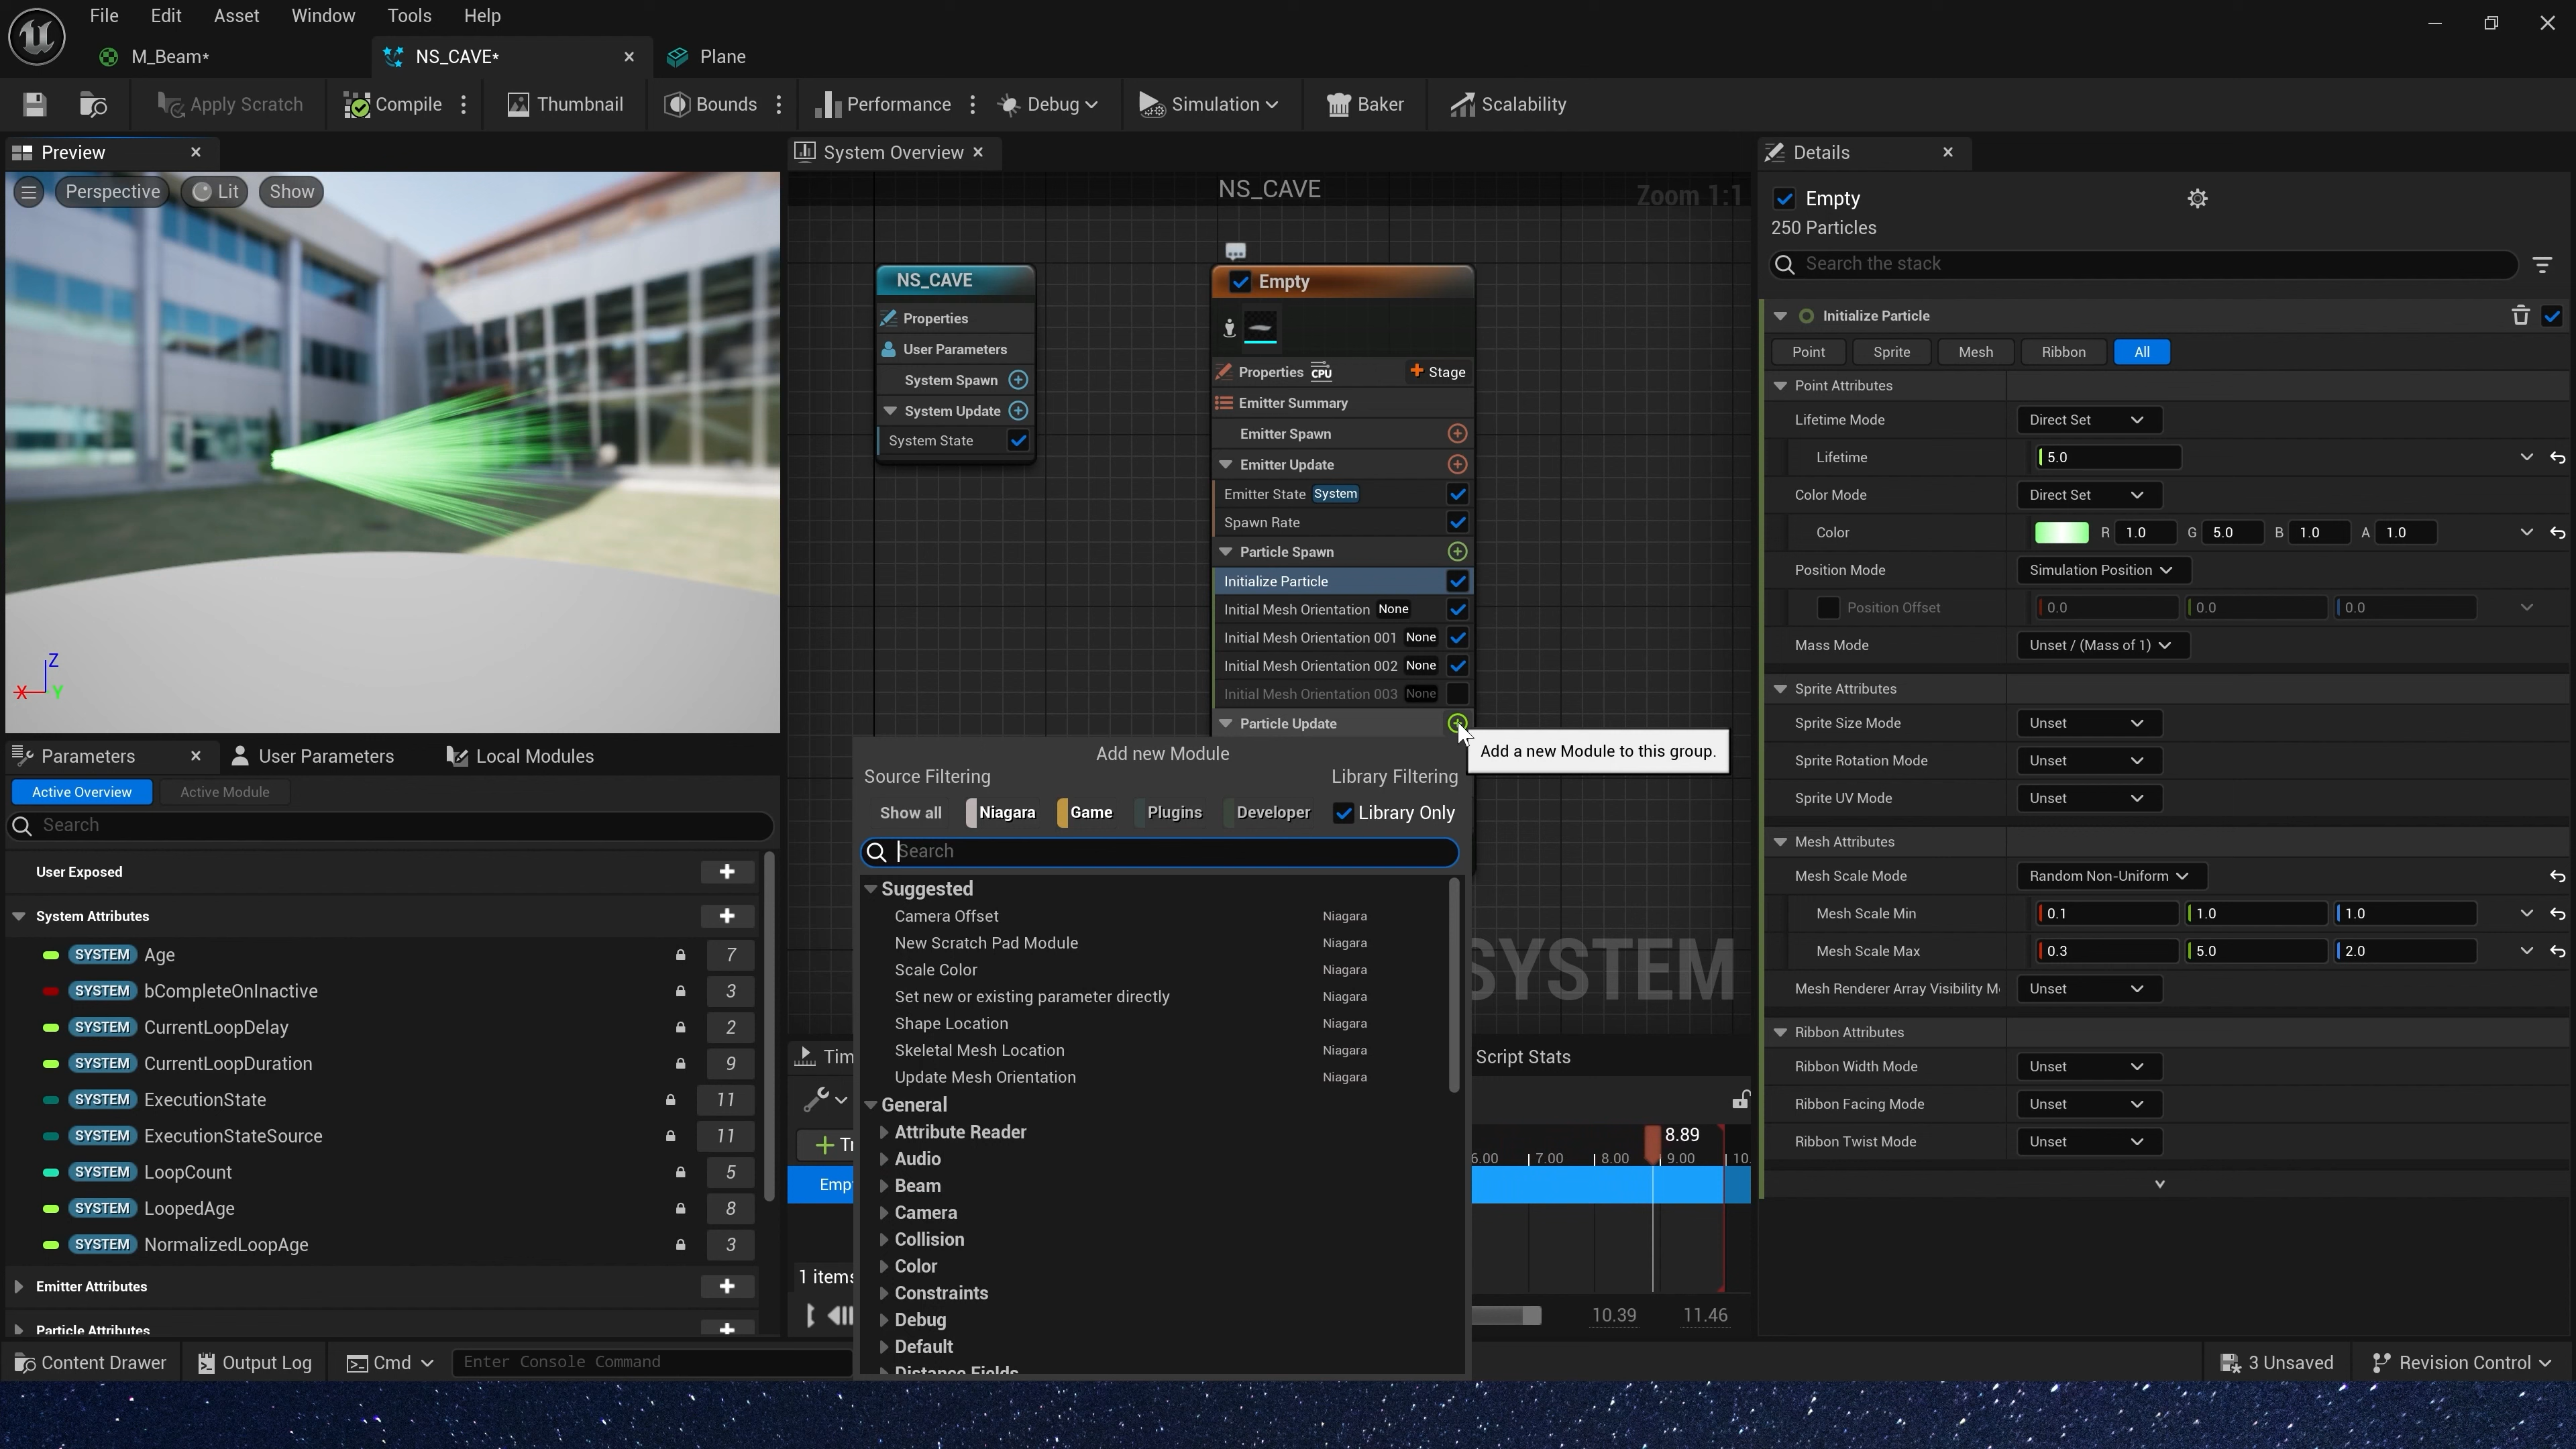 File Edit Asset Window Tools Help
M_Beam* NS_CAVE* Plane
Apply Scratch Compile Thumbnail Bounds Performance Debug Simulation Baker Scalability
Preview
Perspective Lit Show
Z
X Y
System Overview
NS_CAVE
Zoom 1:1
NS_CAVE
Properties
User Parameters
System Spawn
System Update
System State
Empty
Properties CPU Stage
Emitter Summary
Emitter Spawn
Emitter Update
Emitter State System
Spawn Rate
Particle Spawn
Initialize Particle
Initial Mesh Orientation None
Initial Mesh Orientation 001 None
Initial Mesh Orientation 002 None
Initial Mesh Orientation 003 None
Particle Update
Add a new Module to this group.
Add new Module
Source Filtering Library Filtering
Show all Niagara Game Plugins Developer Library Only
Search
Suggested
Camera Offset Niagara
New Scratch Pad Module Niagara
Scale Color Niagara
Set new or existing parameter directly Niagara
Shape Location Niagara
Skeletal Mesh Location Niagara
Update Mesh Orientation Niagara
General
Attribute Reader
Audio
Beam
Camera
Collision
Color
Constraints
Debug
Default
Distance Fields
SYSTEM
Tim
Script Stats
Tr
8.89
6.00 7.00 8.00 9.00 10.
Emp
1 items
10.39 11.46
Parameters User Parameters Local Modules
Active Overview Active Module
Search
User Exposed
System Attributes
SYSTEM Age 7
SYSTEM bCompleteOnInactive 3
SYSTEM CurrentLoopDelay 2
SYSTEM CurrentLoopDuration 9
SYSTEM ExecutionState 11
SYSTEM ExecutionStateSource 11
SYSTEM LoopCount 5
SYSTEM LoopedAge 8
SYSTEM NormalizedLoopAge 3
Emitter Attributes
Particle Attributes
Details
Empty
250 Particles
Search the stack
Initialize Particle
Point Sprite Mesh Ribbon All
Point Attributes
Lifetime Mode Direct Set
Lifetime 5.0
Color Mode Direct Set
Color R 1.0 G 5.0 B 1.0 A 1.0
Position Mode Simulation Position
Position Offset 0.0 0.0 0.0
Mass Mode Unset / (Mass of 1)
Sprite Attributes
Sprite Size Mode Unset
Sprite Rotation Mode Unset
Sprite UV Mode Unset
Mesh Attributes
Mesh Scale Mode Random Non-Uniform
Mesh Scale Min 0.1 1.0 1.0
Mesh Scale Max 0.3 5.0 2.0
Mesh Renderer Array Visibility M Unset
Ribbon Attributes
Ribbon Width Mode Unset
Ribbon Facing Mode Unset
Ribbon Twist Mode Unset
Content Drawer Output Log Cmd Enter Console Command 3 Unsaved Revision Control